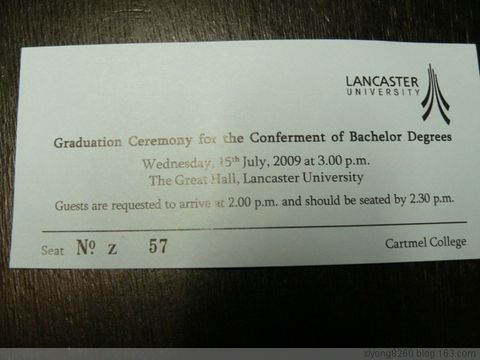 LANCASTER
UNIVERSITY
Graduation Ceremony for the Conferment of Bachelor Degrees
Wednesday, 15th July, 2009 at 3.00 p.m.
The Great Hall, Lancaster University
Guests are requested to arrive at 2.00 p.m. and should be seated by 2.30 p.m.
Seat Nº Z 57 Cartmel College
xiyong8260.blog.163.com